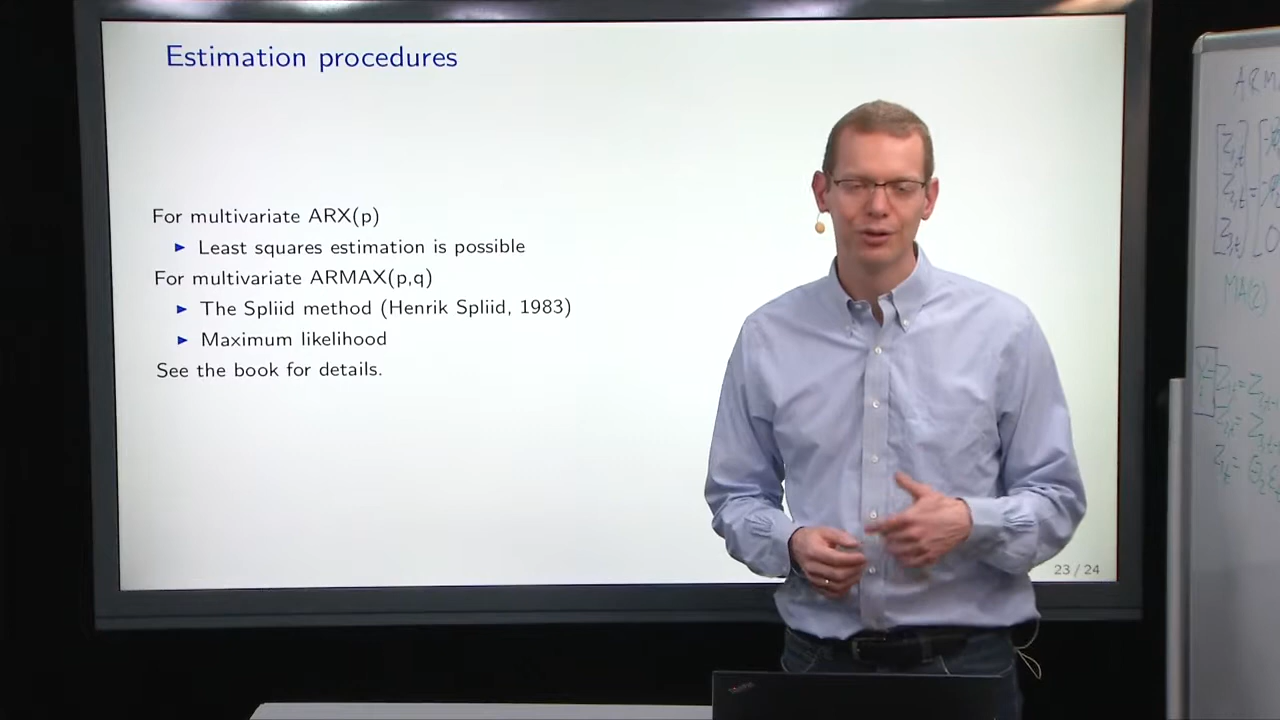 Estimation procedures
For multivariate ARX(p)
► Least squares estimation is possible
For multivariate ARMAX(p,q)
► The Spliid method (Henrik Spliid, 1983)
► Maximum likelihood
See the book for details.
23 / 24
MA(2)